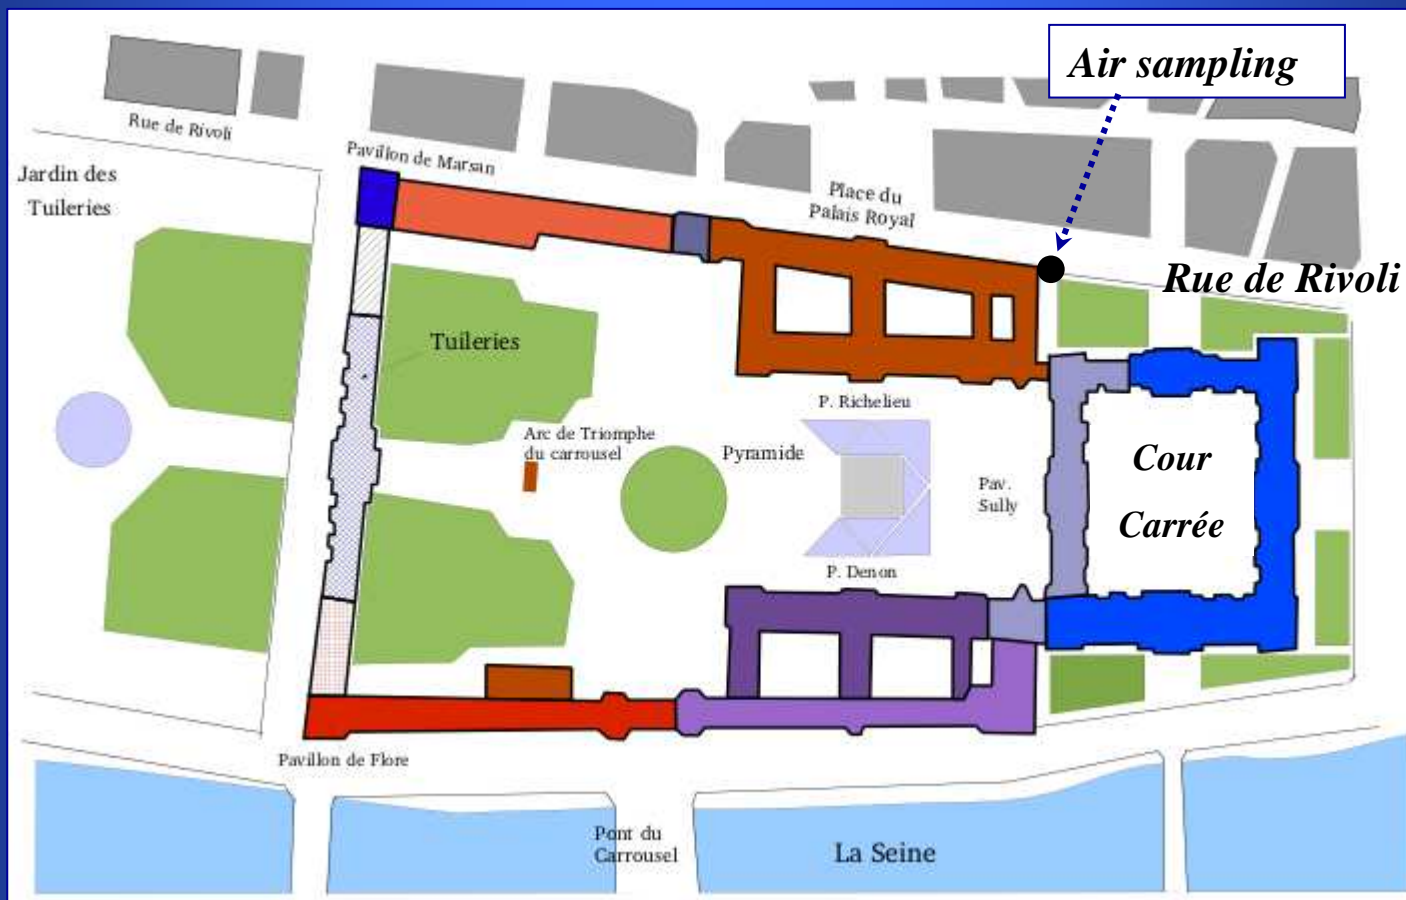 Air sampling
Rue de Rivoli
Pavillon de Marsan
Jardin des
Tuileries
Place du
Palais Royal
Rue de Rivoli
Tuileries
P. Richelieu
Arc de Triomphe
du carrousel
Pyramide
Cour
Carrée
Pav.
Sully
P. Denon
Pavillon de Flore
Pont du
Carrousel
La Seine